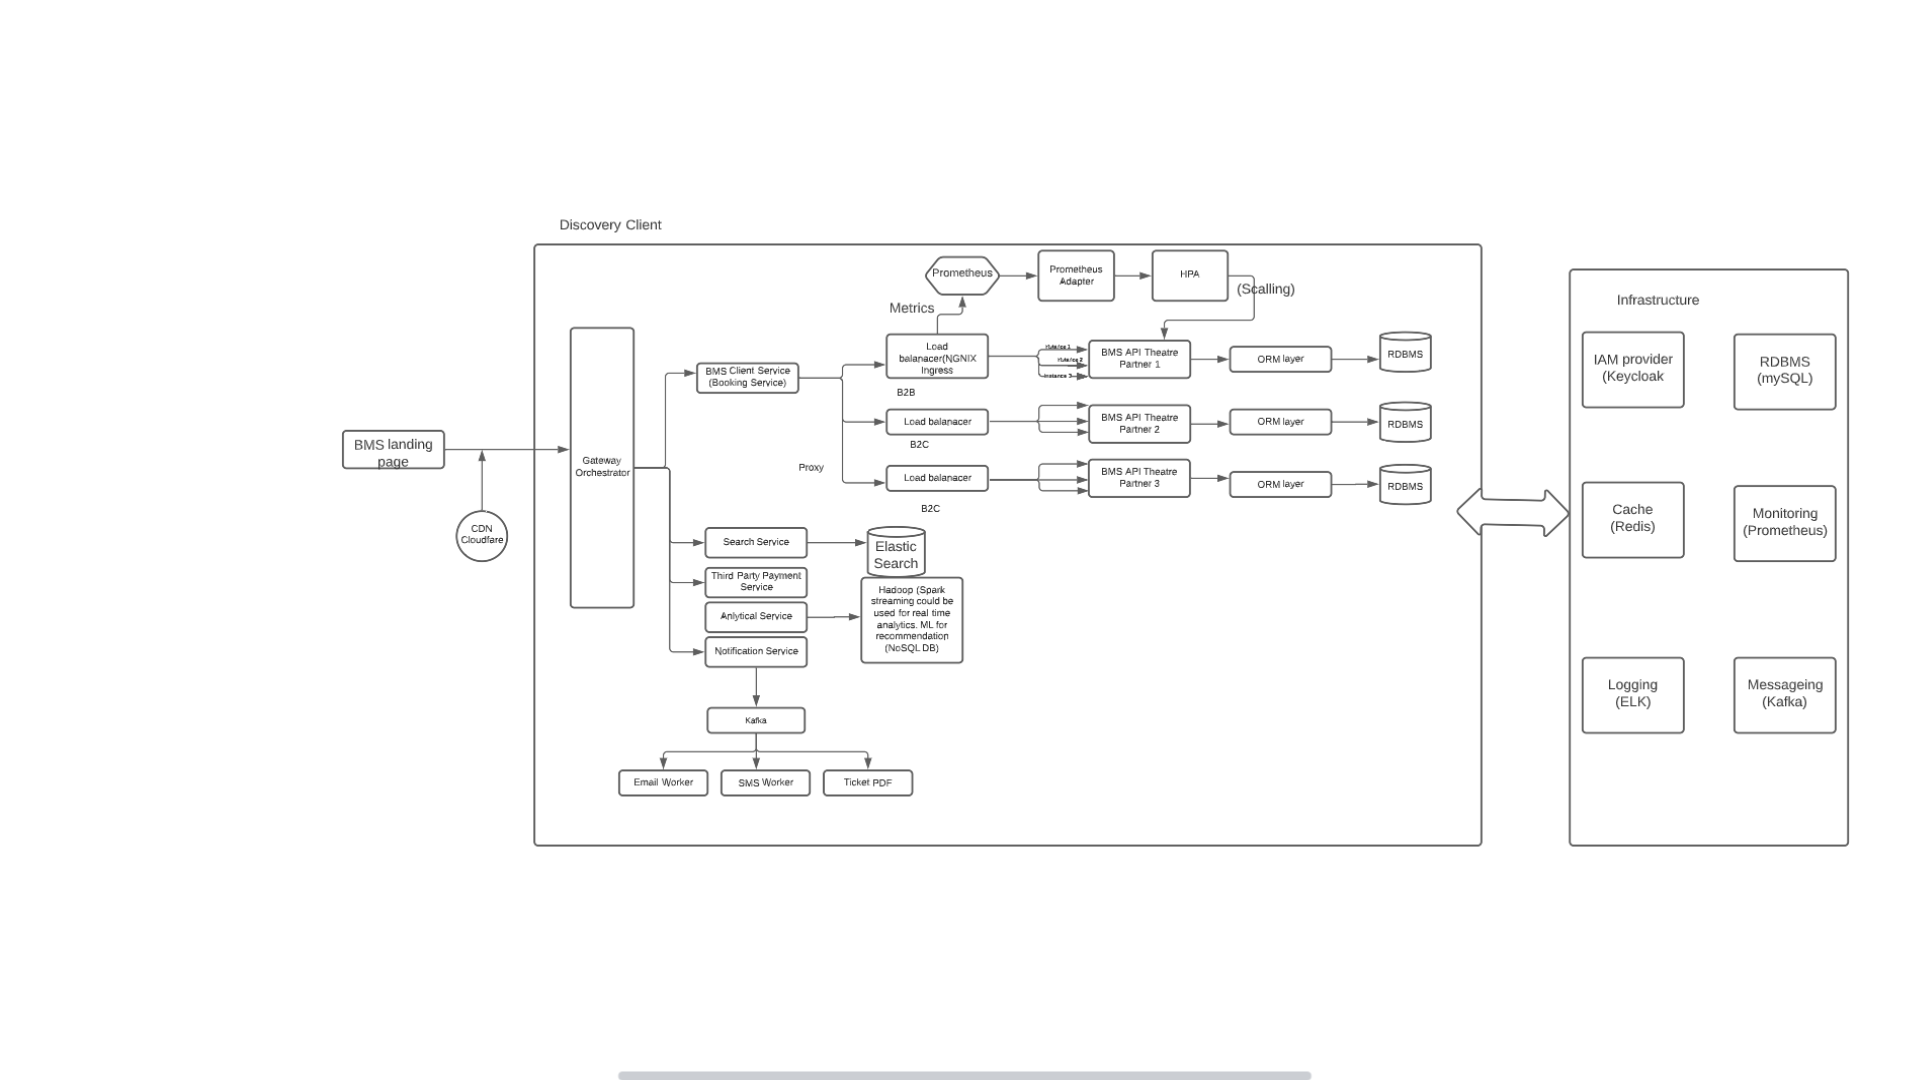 Discovery Client
Prometheus
Prometheus
Adapter
HPA
(Scalling)
Metrics
Infrastructure
Load
balanacer(NGNIX
Ingress
instance 3
BMS API Theatre
Partner 1
ORM layer
RDBMS
BMS Client Service
(Booking Service)
B2B
Load balanacer
BMS API Theatre
Partner 2
ORM layer
RDBMS
B2C
Proxy
Load balanacer
BMS API Theatre
Partner 3
ORM layer
RDBMS
B2C
BMS landing
page
Gateway
Orchestrator
CDN
Cloudfare
Search Service
Elastic
Search
Third Party Payment
Service
Anlytical Service
Hadoop (Spark
streaming could be
used for real time
analytics. ML for
recommendation
(NoSQL DB)
Notification Service
Kafka
Email Worker
SMS Worker
Ticket PDF
IAM provider
(Keycloak
RDBMS
(mySQL)
Cache
(Redis)
Monitoring
(Prometheus)
Logging
(ELK)
Messageing
(Kafka)